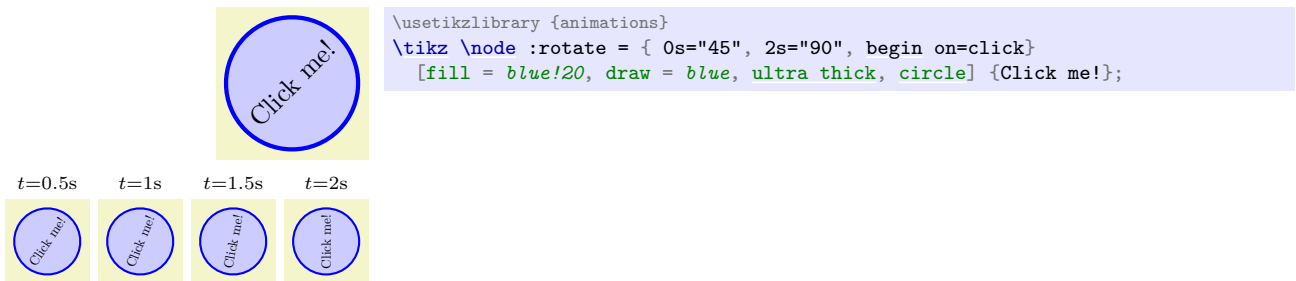 Click me!
\usetikzlibrary {animations}
\tikz \node :rotate = { 0s="45", 2s="90", begin on=click}
[fill = blue!20, draw = blue, ultra thick, circle] {Click me!};
t=0.5s t=1s t=1.5s t=2s
Click me! Click me! Click me! Click me!